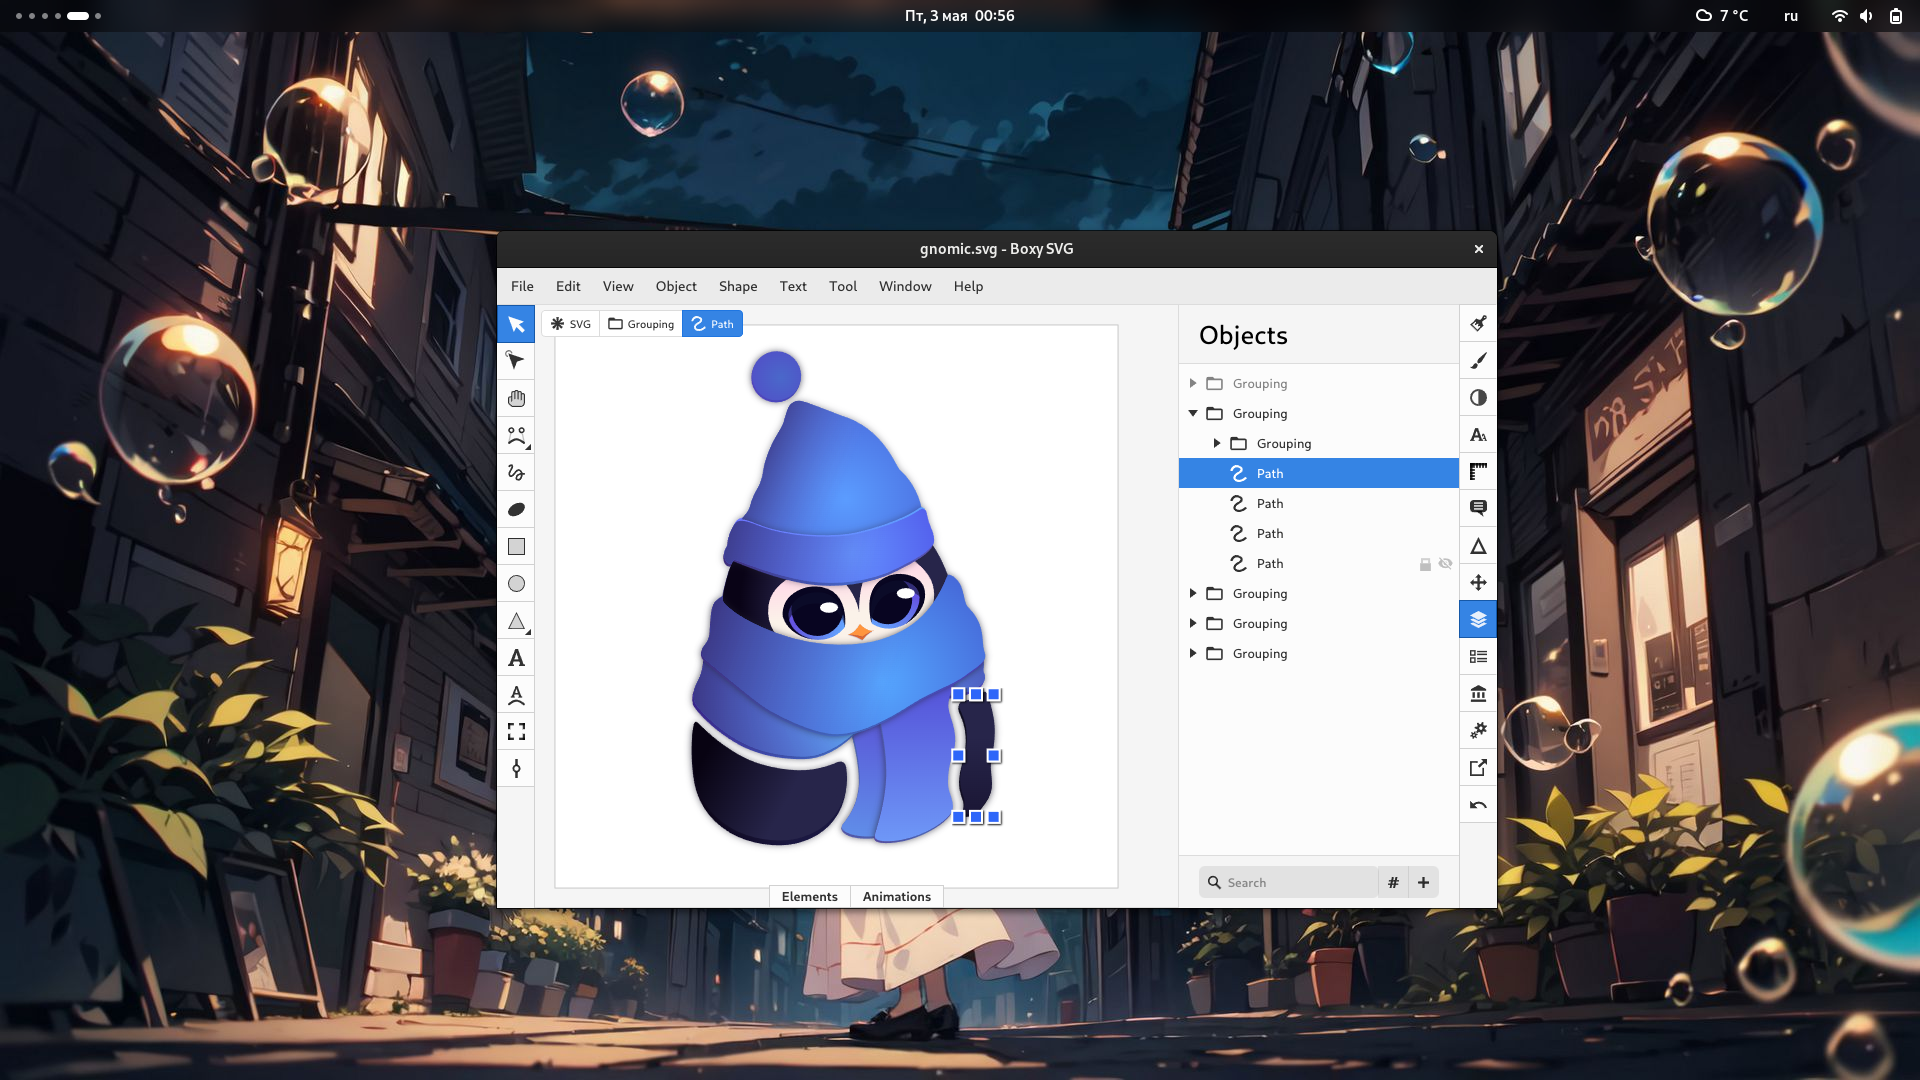 Пт, 3 мая 00:56
7 °C
ru
gnomic.svg - Boxy SVG
File Edit View Object Shape Text Tool Window Help
SVG Grouping Path
Objects
Grouping
Grouping
Grouping
Path
Path
Path
Path
Grouping
Grouping
Grouping
Search # +
Elements Animations